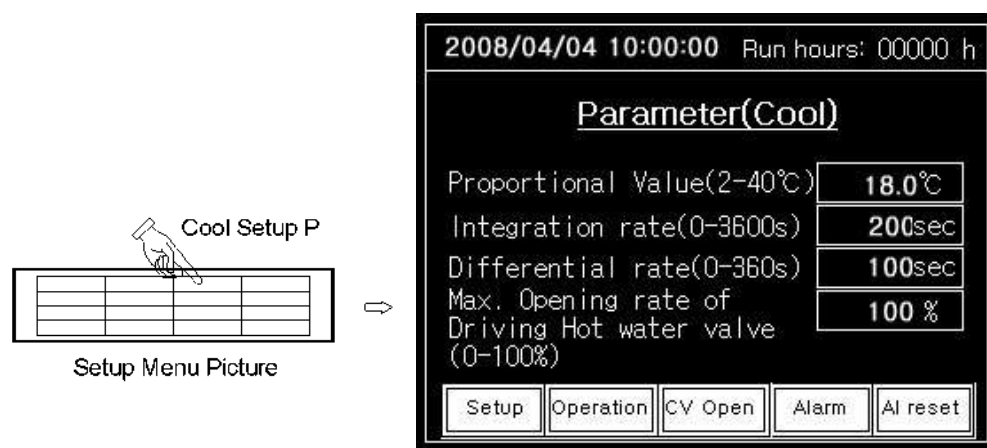 Cool Setup P
Setup Menu Picture
2008/04/04 10:00:00 Run hours: 00000 h
Parameter(Cool)
Proportional Value(2-40℃) 18.0℃
Integration rate(0-3600s) 200sec
Differential rate(0-360s) 100sec
Max. Opening rate of
Driving Hot water valve
(0-100%)
100 %
Setup Operation CV Open Alarm Al reset